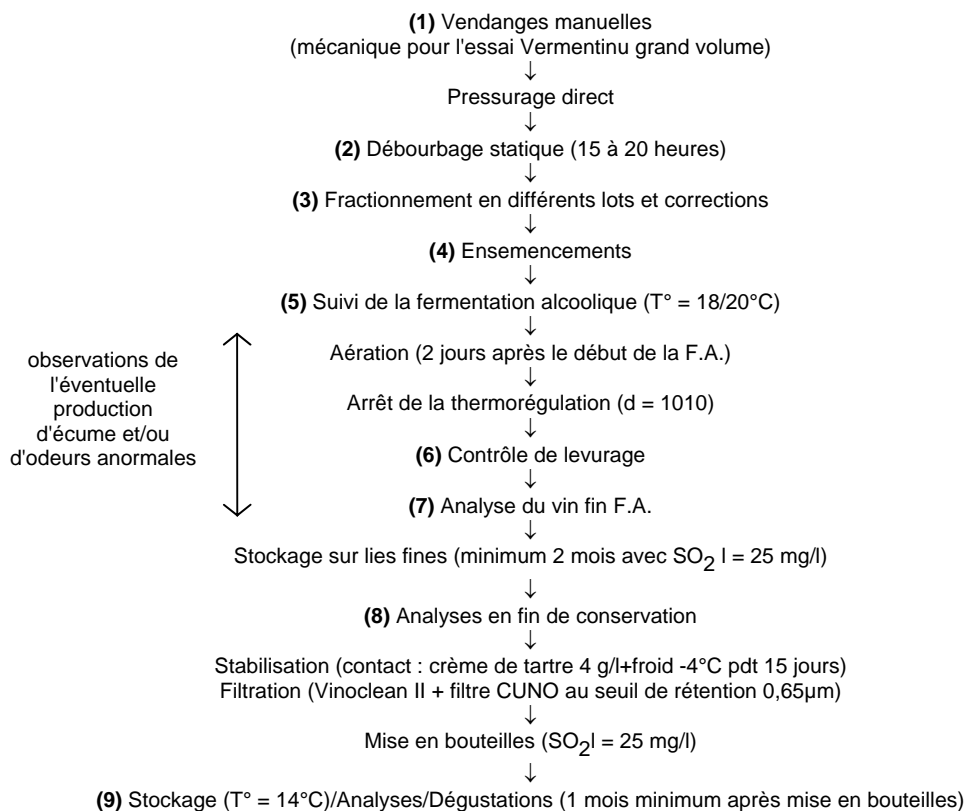 (1) Vendanges manuelles
(mécanique pour l'essai Vermentinu grand volume)
↓
Pressurage direct
↓
(2) Débourbage statique (15 à 20 heures)
↓
(3) Fractionnement en différents lots et corrections
↓
(4) Ensemencements
↓
(5) Suivi de la fermentation alcoolique (T° = 18/20°C)
↓
observations de
l'éventuelle
production
d'écume et/ou
d'odeurs anormales
Aération (2 jours après le début de la F.A.)
↓
Arrêt de la thermorégulation (d = 1010)
↓
(6) Contrôle de levurage
↓
(7) Analyse du vin fin F.A.
↓
Stockage sur lies fines (minimum 2 mois avec SO2 l = 25 mg/l)
↓
(8) Analyses en fin de conservation
↓
Stabilisation (contact : crème de tartre 4 g/l+froid -4°C pdt 15 jours)
Filtration (Vinoclean II + filtre CUNO au seuil de rétention 0,65µm)
↓
Mise en bouteilles (SO2l = 25 mg/l)
↓
(9) Stockage (T° = 14°C)/Analyses/Dégustations (1 mois minimum après mise en bouteilles)